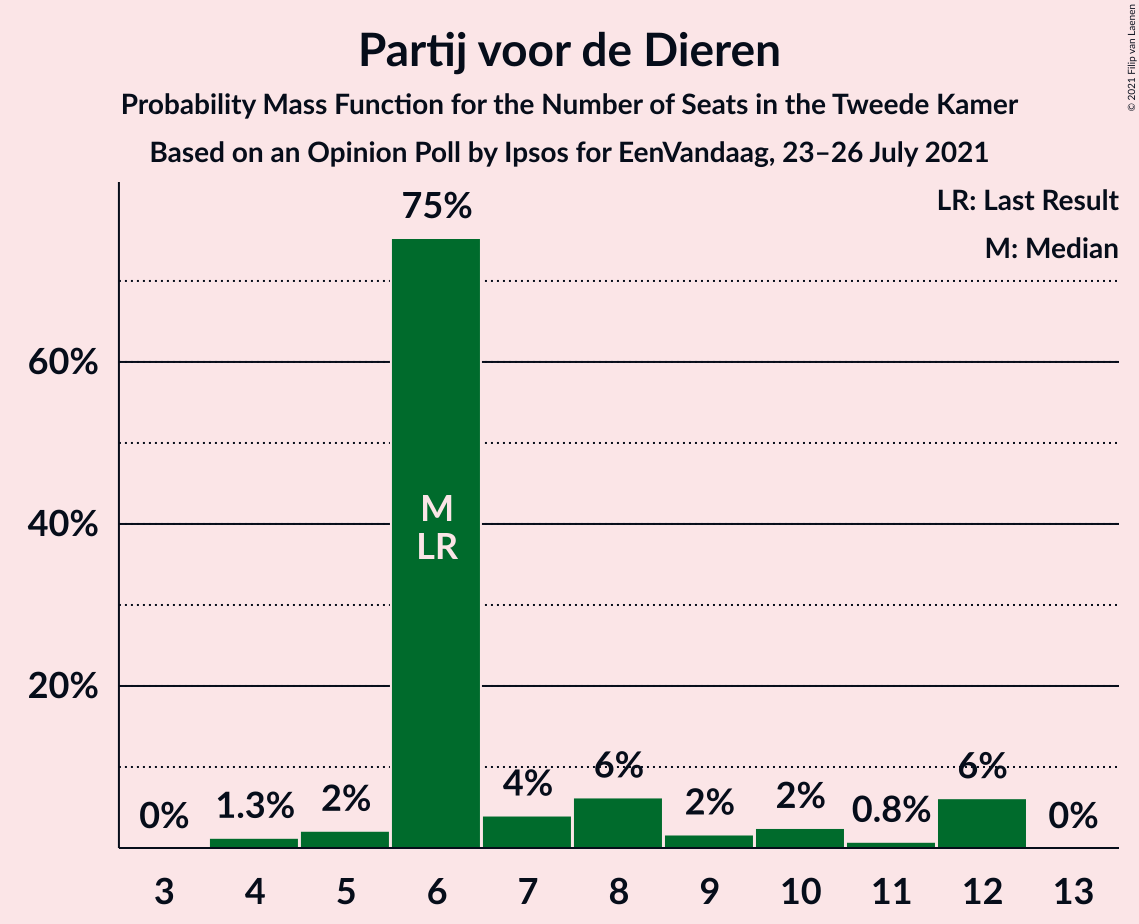 Partij voor de Dieren
Probability Mass Function for the Number of Seats in the Tweede Kamer
Based on an Opinion Poll by Ipsos for EenVandaag, 23–26 July 2021
© 2021 Filip van Laenen
LR: Last Result
M: Median
60%
40%
20%
0%
1.3%
2%
75%
M
LR
4%
6%
2%
2%
0.8%
6%
0%
3 4 5 6 7 8 9 10 11 12 13